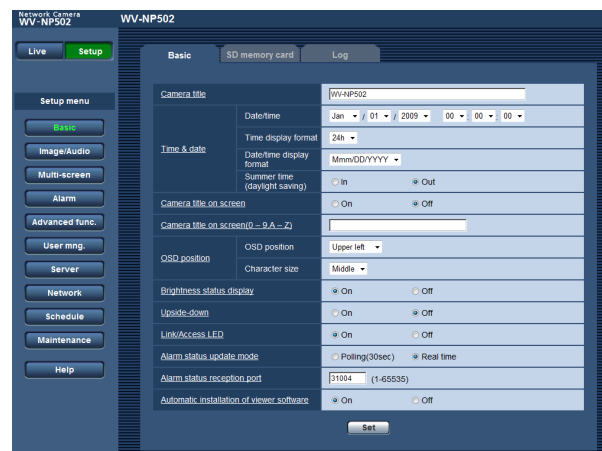 Network Camera
WV-NP502
WV-NP502
Live Setup
Basic SD memory card Log
Setup menu
Basic
Image/Audio
Multi-screen
Alarm
Advanced func.
User mng.
Server
Network
Schedule
Maintenance
Help
Camera title WV-NP502
Time & date
Date/time Jan / 01 / 2009 00 : 00 : 00
Time display format 24h
Date/time display
format Mmm/DD/YYYY
Summer time
(daylight saving) In Out
Camera title on screen On Off
Camera title on screen(0 – 9,A – Z)
OSD position
OSD position Upper left
Character size Middle
Brightness status display On Off
Upside-down On Off
Link/Access LED On Off
Alarm status update mode Polling(30sec) Real time
Alarm status reception port 31004 (1-65535)
Automatic installation of viewer software On Off
Set